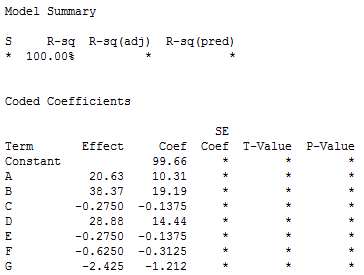 Model Summary
S R-sq R-sq(adj) R-sq(pred)
* 100.00% * *
Coded Coefficients
SE
Term Effect Coef Coef T-Value P-Value
Constant 99.66 * * *
A 20.63 10.31 * * *
B 38.37 19.19 * * *
C -0.2750 -0.1375 * * *
D 28.88 14.44 * * *
E -0.2750 -0.1375 * * *
F -0.6250 -0.3125 * * *
G -2.425 -1.212 * * *